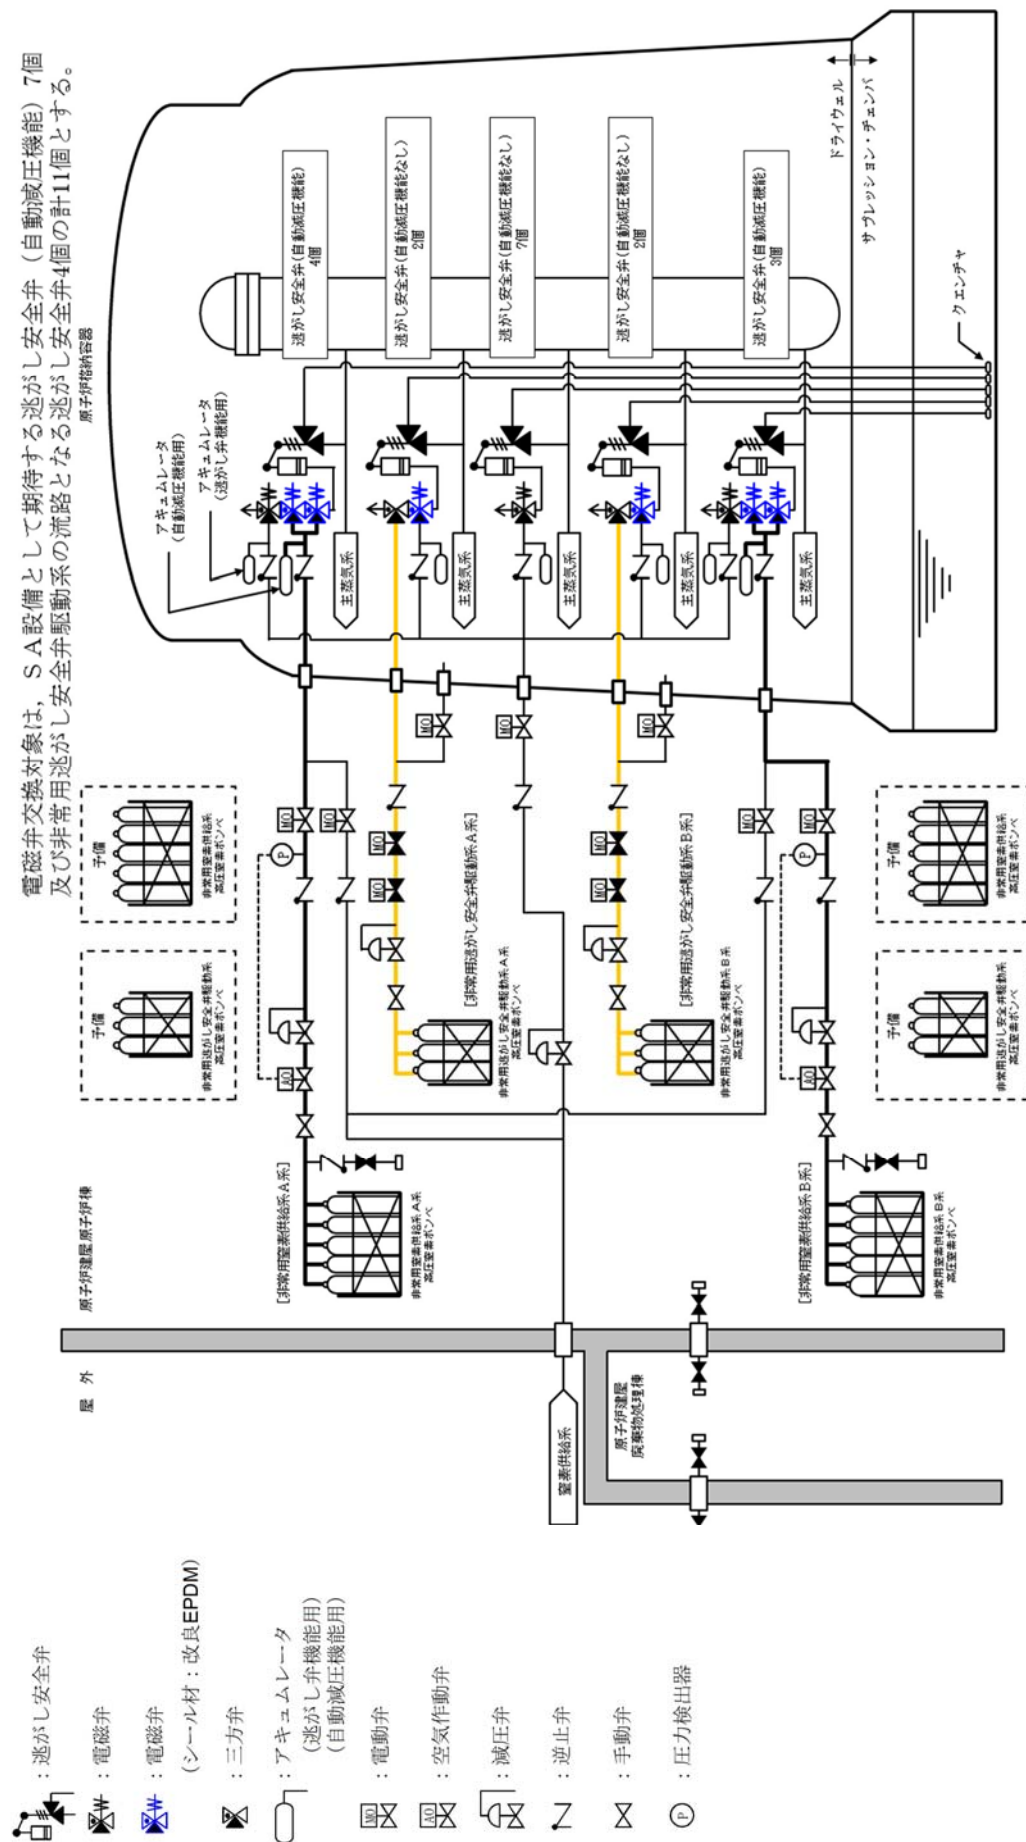 電磁弁交換対象は，ＳＡ設備として期待する逃がし安全弁（自動減圧機能）7個
及び非常用逃がし安全弁駆動系の流路となる逃がし安全弁4個の計11個とする。
原子炉格納容器
アキュムレータ
(自動減圧機能用)
アキュムレータ
(逃がし弁機能用)
逃がし安全弁(自動減圧機能)
4個
逃がし安全弁(自動減圧機能なし)
2個
逃がし安全弁(自動減圧機能なし)
7個
逃がし安全弁(自動減圧機能なし)
2個
逃がし安全弁(自動減圧機能)
3個
ドライウェル
サプレッション・チェンバ
クエンチャ
主蒸気系
主蒸気系
主蒸気系
主蒸気系
主蒸気系
予備
非常用窒素供給系
高圧窒素ボンベ
予備
非常用逃がし安全弁駆動系
高圧窒素ボンベ
MO
MO
P
AO
MO
MO
MO
[非常用逃がし安全弁駆動系A系]
非常用逃がし安全弁駆動系A系
高圧窒素ボンベ
MO
MO
MO
MO
[非常用逃がし安全弁駆動系B系]
非常用逃がし安全弁駆動系B系
高圧窒素ボンベ
MO
MO
P
AO
予備
非常用窒素供給系
高圧窒素ボンベ
予備
非常用逃がし安全弁駆動系
高圧窒素ボンベ
[非常用窒素供給系A系]
非常用窒素供給系A系
高圧窒素ボンベ
[非常用窒素供給系B系]
非常用窒素供給系B系
高圧窒素ボンベ
原子炉建屋原子炉棟
屋 外
窒素供給系
原子炉建屋
廃棄物処理棟
：逃がし安全弁
：電磁弁
：電磁弁
(シール材：改良EPDM)
：三方弁
：アキュムレータ
(逃がし弁機能用)
(自動減圧機能用)
MO
：電動弁
AO
：空気作動弁
：減圧弁
：逆止弁
：手動弁
P
：圧力検出器